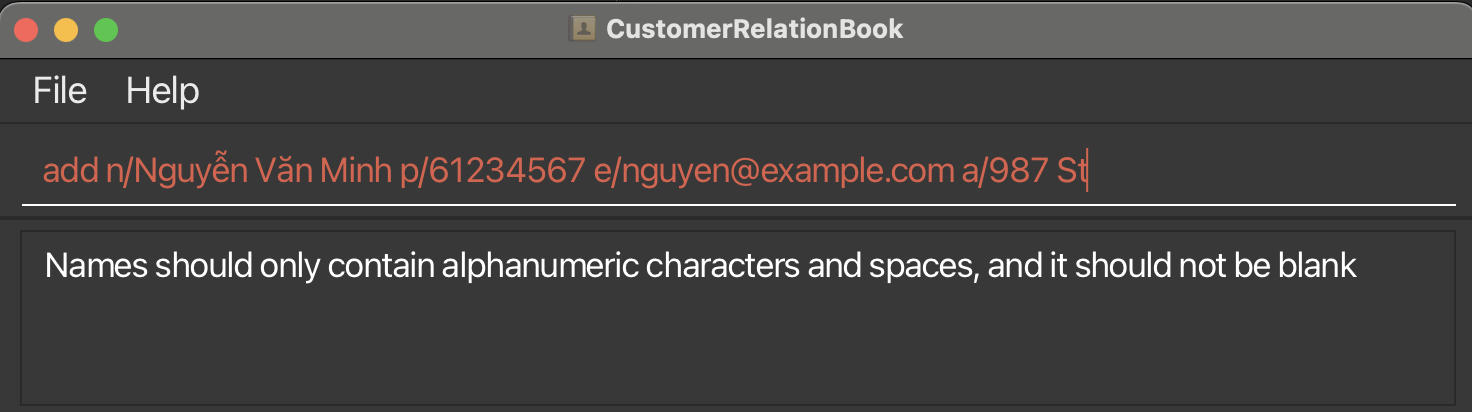 CustomerRelationBook
File Help
add n/Nguyễn Văn Minh p/61234567 e/nguyen@example.com a/987 St
Names should only contain alphanumeric characters and spaces, and it should not be blank